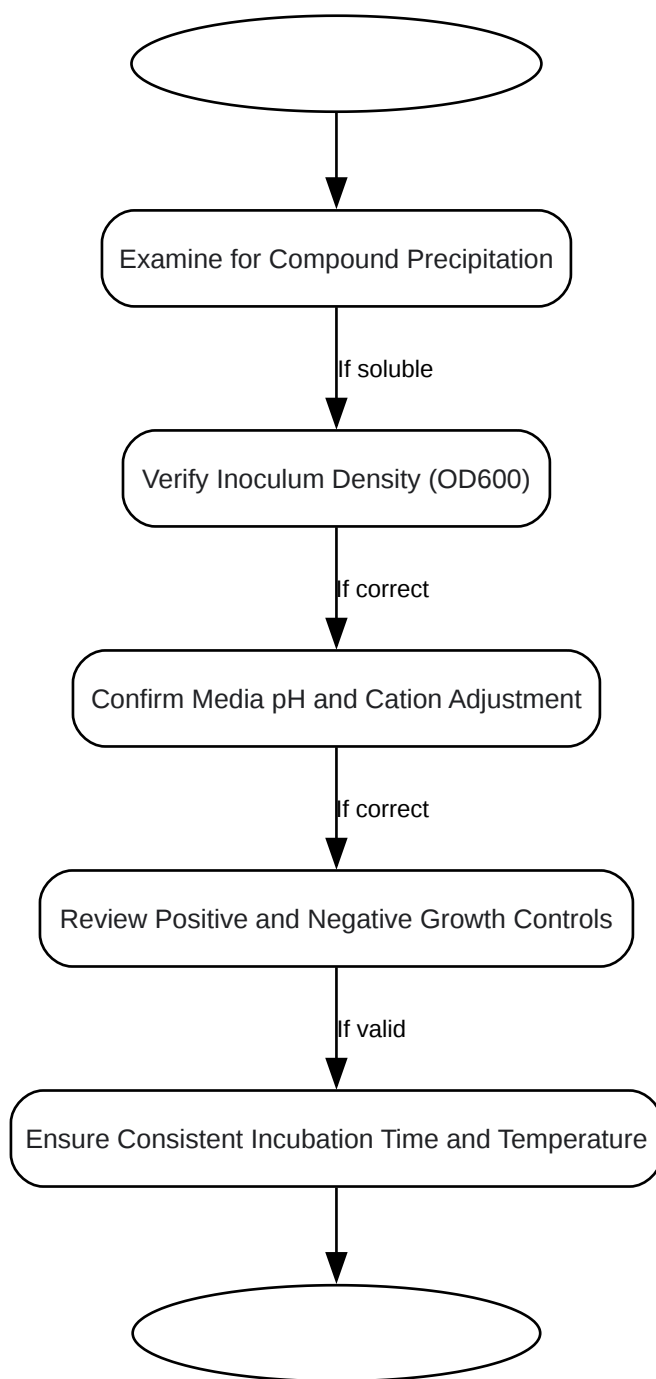 Examine for Compound Precipitation
If soluble
Verify Inoculum Density (OD600)
If correct
Confirm Media pH and Cation Adjustment
If correct
Review Positive and Negative Growth Controls
If valid
Ensure Consistent Incubation Time and Temperature